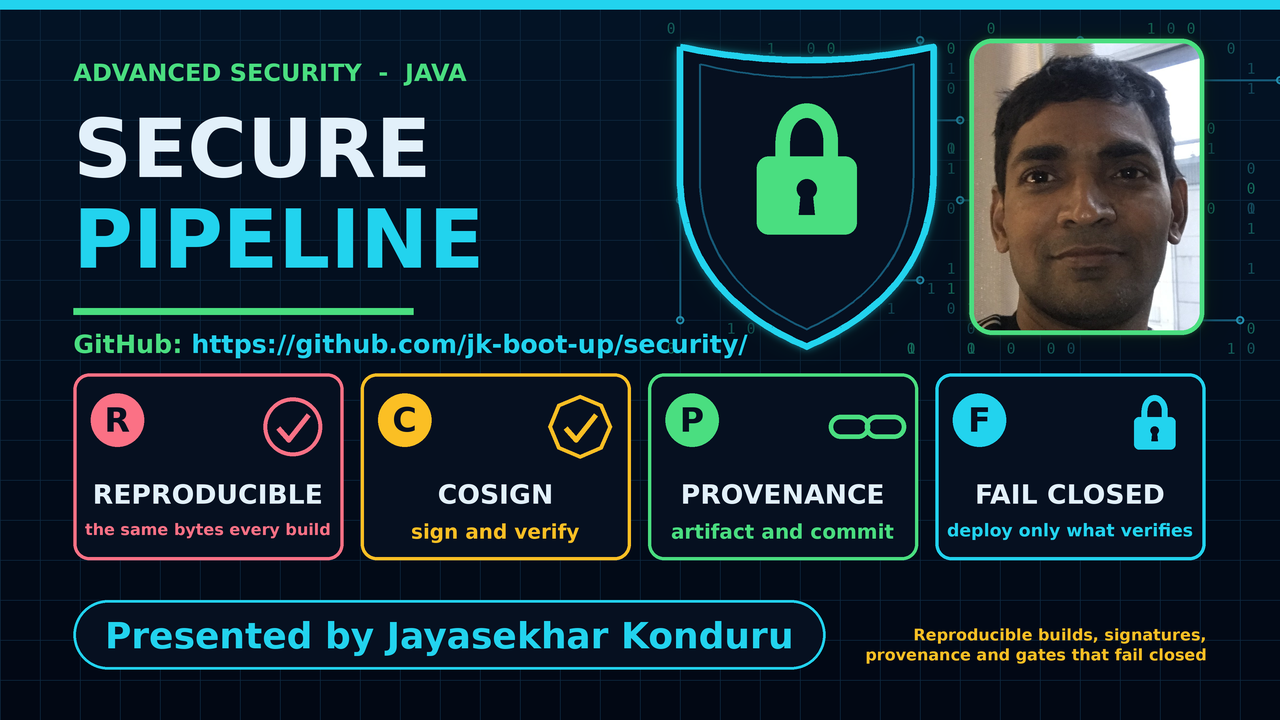 ADVANCED SECURITY - JAVA
SECURE
PIPELINE
GitHub: https://github.com/jk-boot-up/security/
R
REPRODUCIBLE
the same bytes every build
C
COSIGN
sign and verify
P
PROVENANCE
artifact and commit
F
FAIL CLOSED
deploy only what verifies
Presented by Jayasekhar Konduru
Reproducible builds, signatures,
provenance and gates that fail closed